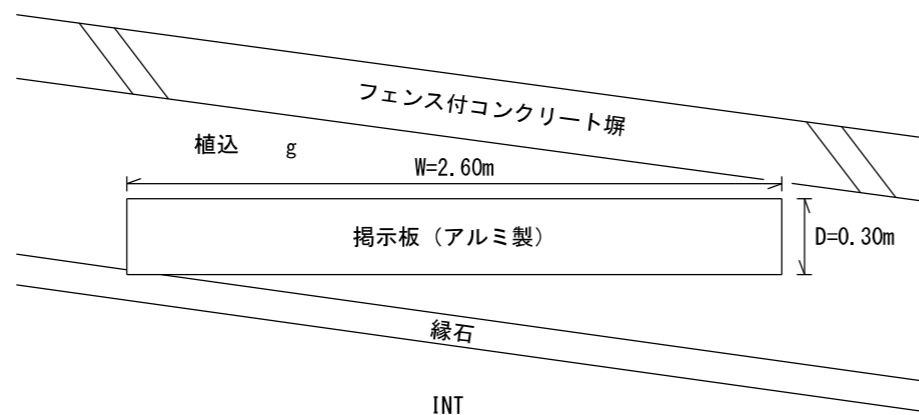 フェンス付コンクリート塀
植込 g
W=2.60m
掲示板（アルミ製）
D=0.30m
縁石
INT